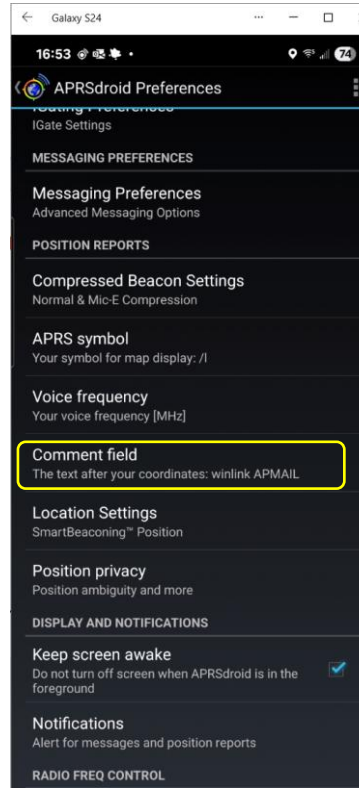 Galaxy S24
16:53
74
APRSdroid Preferences
IGating Preferences
IGate Settings
MESSAGING PREFERENCES
Messaging Preferences
Advanced Messaging Options
POSITION REPORTS
Compressed Beacon Settings
Normal & Mic-E Compression
APRS symbol
Your symbol for map display: /l
Voice frequency
Your voice frequency [MHz]
Comment field
The text after your coordinates: winlink APMAIL
Location Settings
SmartBeaconing™ Position
Position privacy
Position ambiguity and more
DISPLAY AND NOTIFICATIONS
Keep screen awake
Do not turn off screen when APRSdroid is in the
foreground
Notifications
Alert for messages and position reports
RADIO FREQ CONTROL